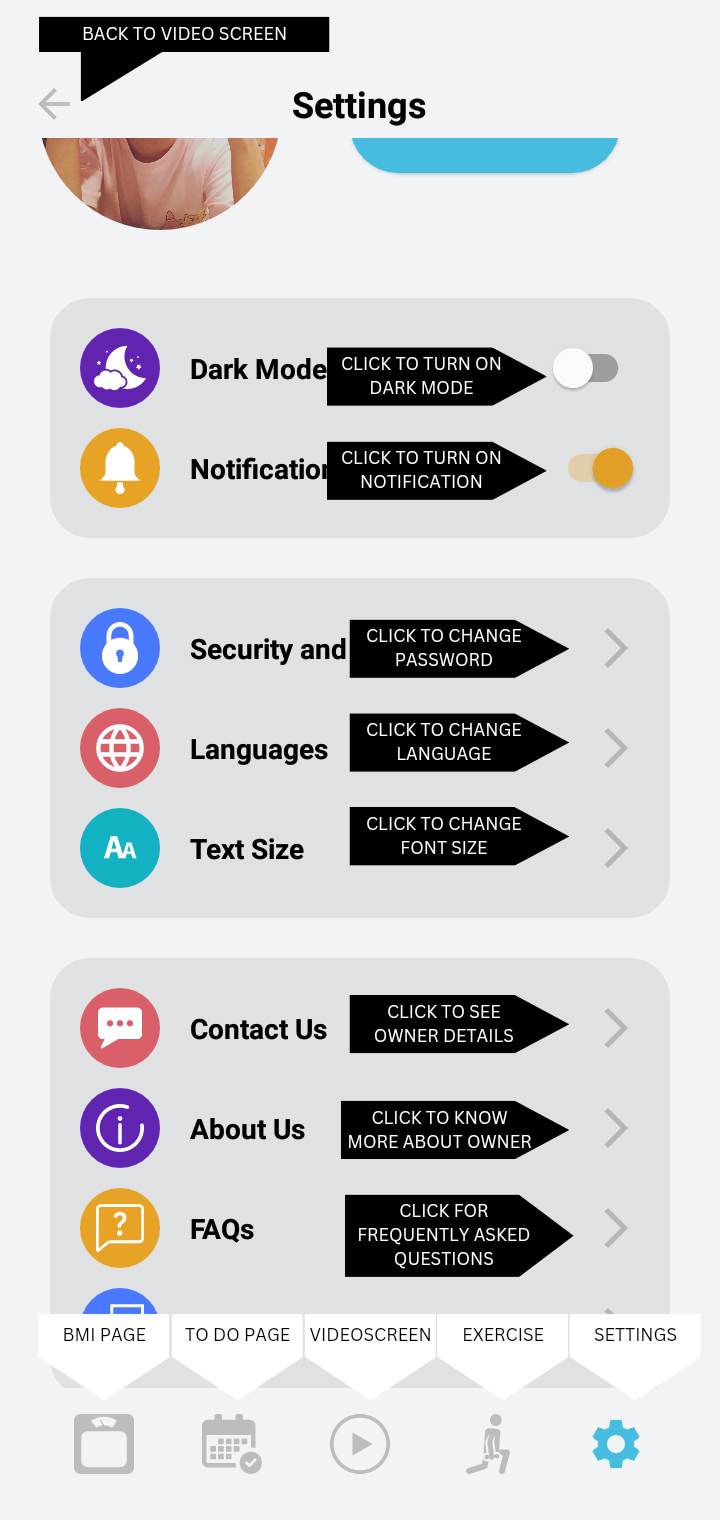 BACK TO VIDEO SCREEN
Settings
Dark Mode
CLICK TO TURN ON
DARK MODE
Notification
CLICK TO TURN ON
NOTIFICATION
Security and
CLICK TO CHANGE
PASSWORD
Languages
CLICK TO CHANGE
LANGUAGE
AA
Text Size
CLICK TO CHANGE
FONT SIZE
Contact Us
CLICK TO SEE
OWNER DETAILS
About Us
CLICK TO KNOW
MORE ABOUT OWNER
?
FAQs
CLICK FOR
FREQUENTLY ASKED
QUESTIONS
BMI PAGE
TO DO PAGE
VIDEOSCREEN
EXERCISE
SETTINGS